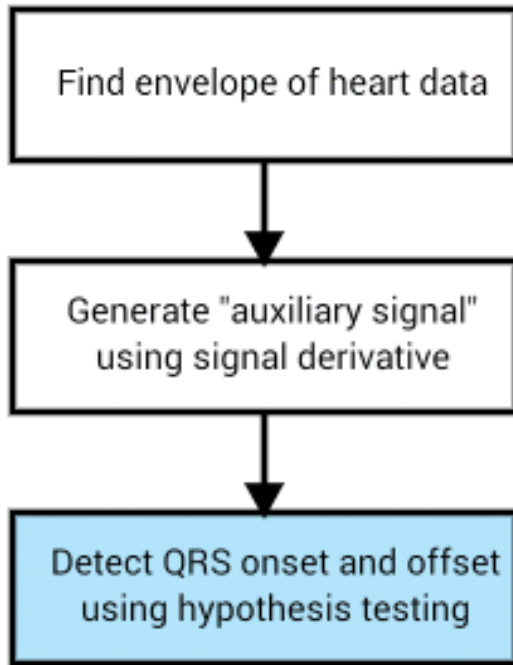 Find envelope of heart data
Generate "auxiliary signal"
using signal derivative
Detect QRS onset and offset
using hypothesis testing